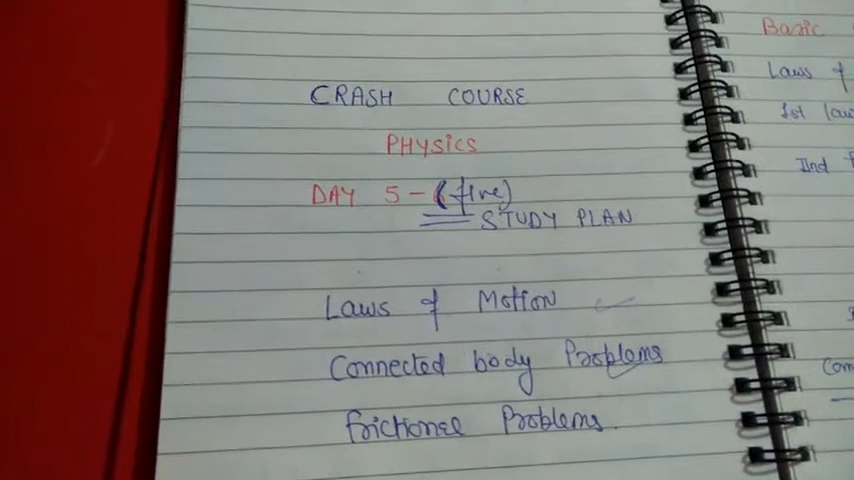 CRASH COURSE
PHYSICS
DAY 5 - (five)
STUDY PLAN
Laws of Motion
Connected body Problems
frictional Problems.
Basic
Laws of
1st law
IInd